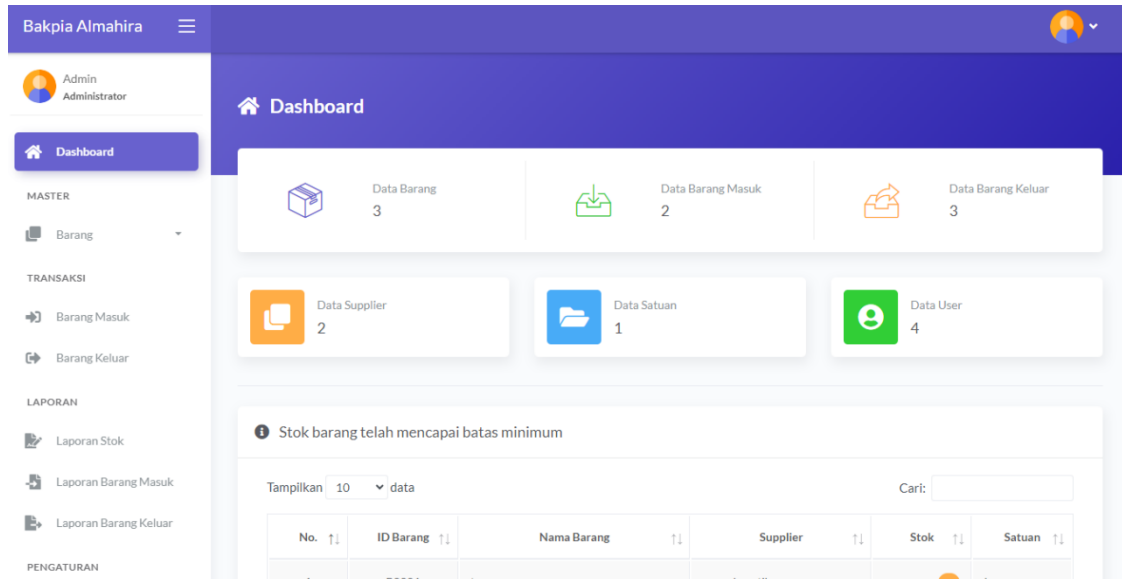 Bakpia Almahira
Admin
Administrator
Dashboard
MASTER
Barang
TRANSAKSI
Barang Masuk
Barang Keluar
LAPORAN
Laporan Stok
Laporan Barang Masuk
Laporan Barang Keluar
PENGATURAN
Dashboard
Data Barang
3
Data Barang Masuk
2
Data Barang Keluar
3
Data Supplier
2
Data Satuan
1
Data User
4
Stok barang telah mencapai batas minimum
Tampilkan 10 data
Cari:
No. ID Barang Nama Barang Supplier Stok Satuan